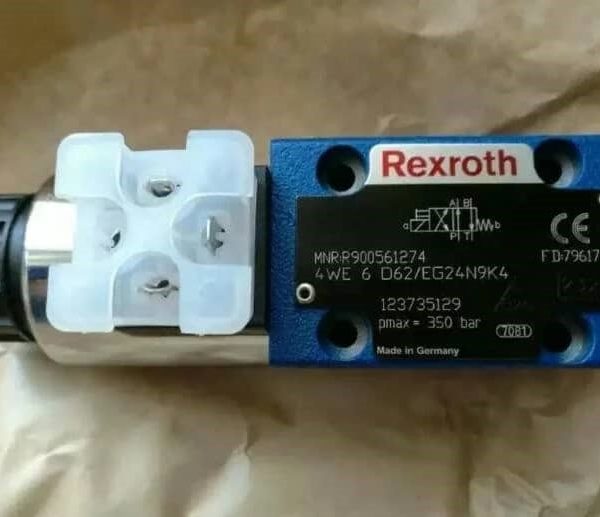 Rexroth
A B
a b
P T
CE
MNR:R900561274 FD:79617
4WE 6 D62/EG24N9K4
123735129
pmax = 350 bar 7081
Made in Germany